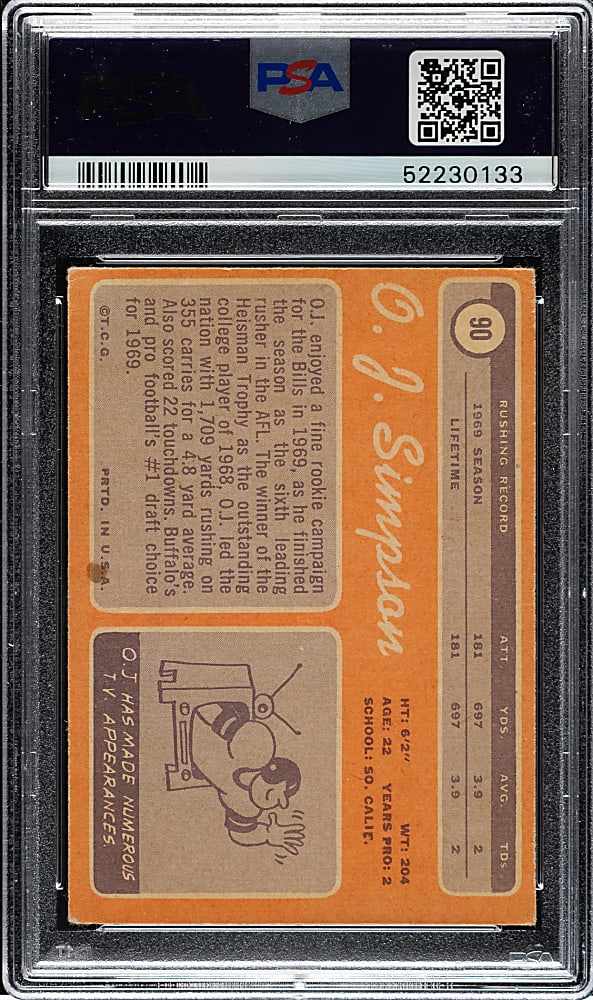 PSA
52230133
90
RUSHING RECORD ATT. YDS. AVG. TDs
1969 SEASON 181 697 3.9 2
LIFETIME 181 697 3.9 2
O. J. Simpson
HT: 6'2" WT: 204
AGE: 22 YEARS PRO: 2
SCHOOL: SO. CALIF.
O.J. enjoyed a fine rookie campaign
for the Bills in 1969, as he finished
the season as the sixth leading
rusher in the AFL. The winner of the
Heisman Trophy as the outstanding
college player of 1968, O.J. led the
nation with 1,709 yards rushing on
355 carries for a 4.8 yard average.
Also scored 22 touchdowns. Buffalo's
and pro football's #1 draft choice
for 1969.
©T.C.G. PRTD. IN U.S.A.
O.J. HAS MADE NUMEROUS
T.V. APPEARANCES.
PSA